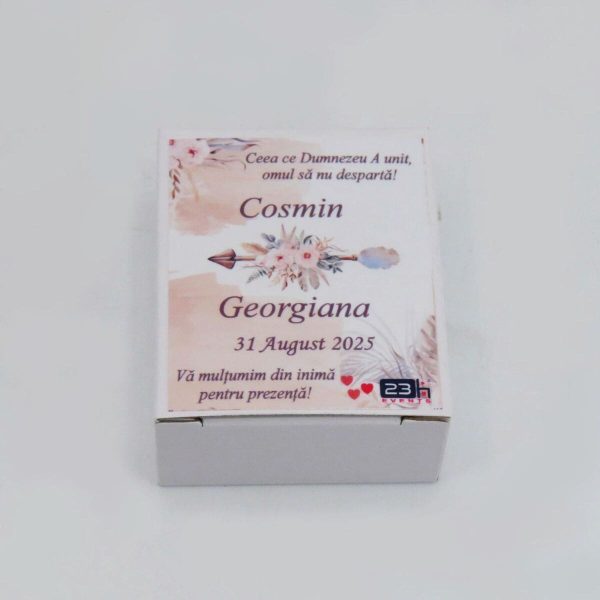 Ceea ce Dumnezeu A unit,
omul să nu despartă!
Cosmin
Georgiana
31 August 2025
Vă mulțumim din inimă
pentru prezență!
23h
EVENTS